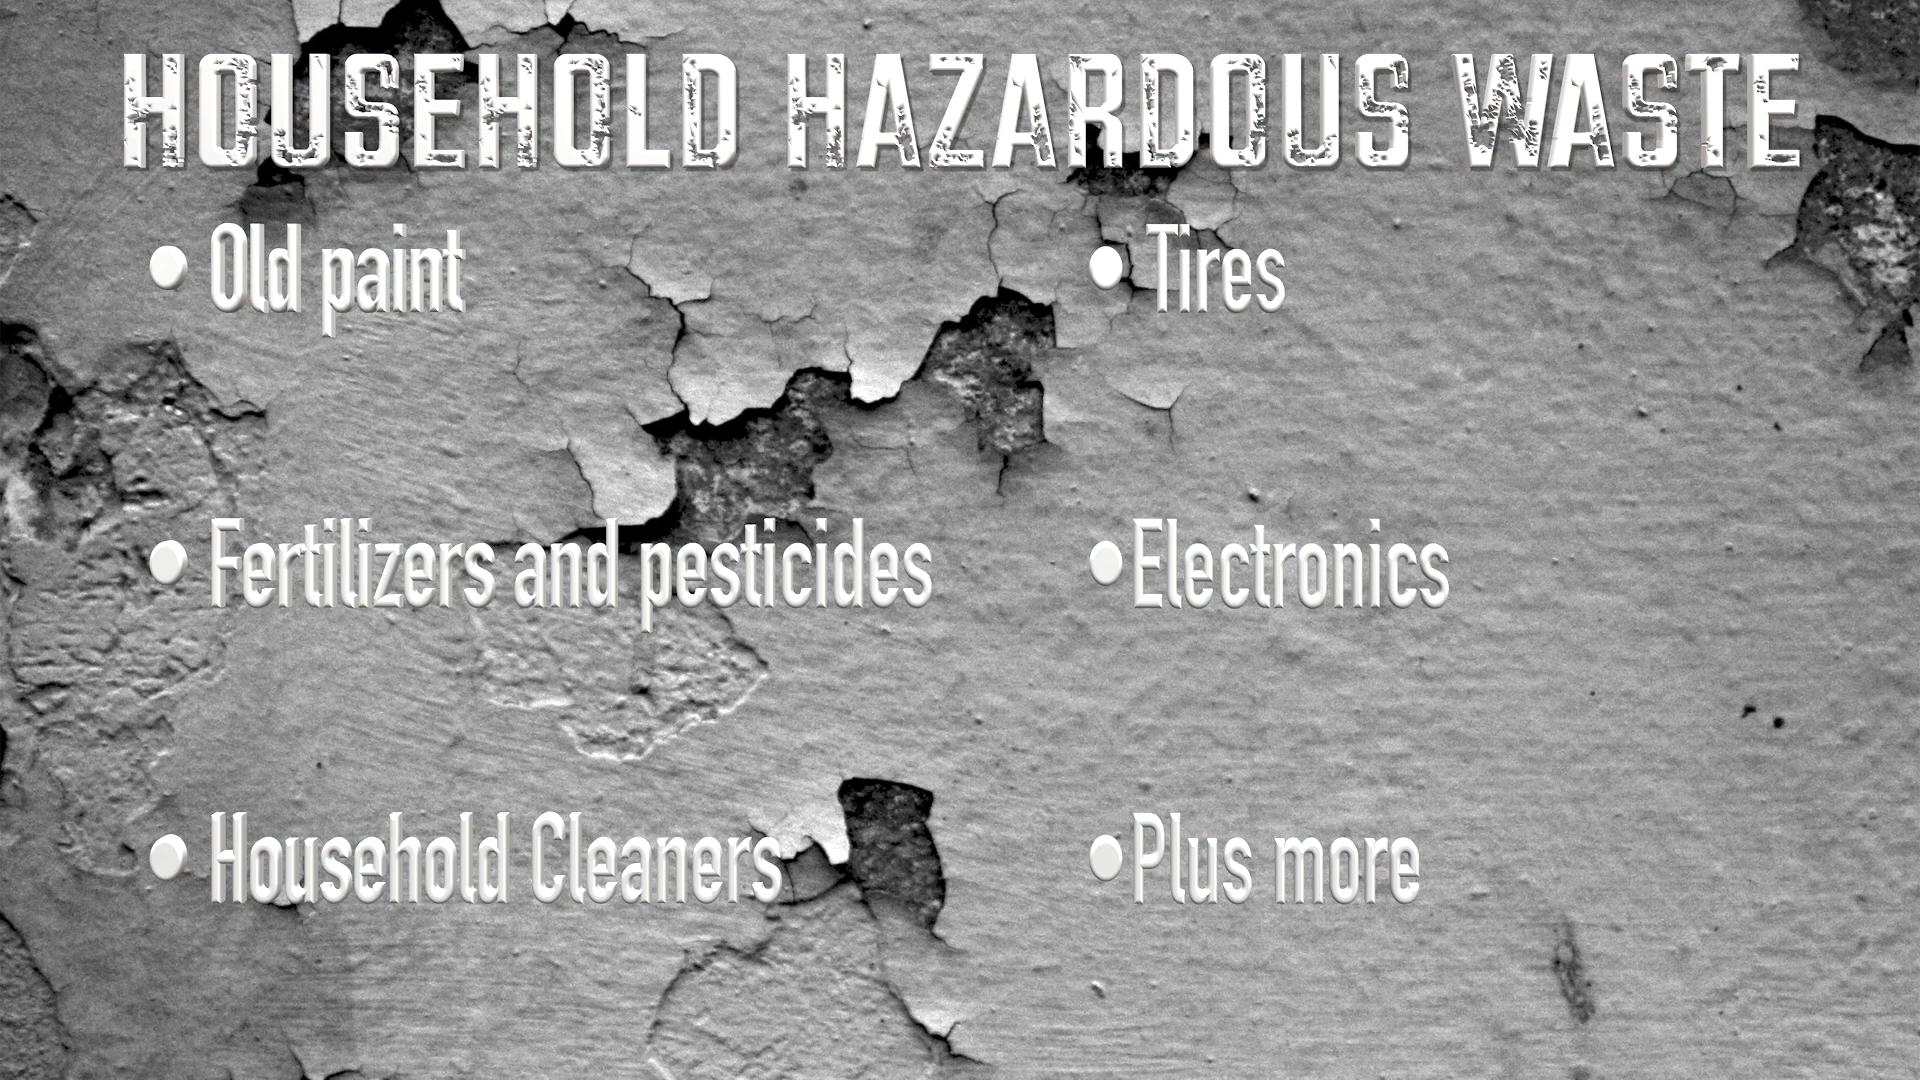 HOUSEHOLD HAZARDOUS WASTE
• Old paint
• Fertilizers and pesticides
• Household Cleaners
• Tires
• Electronics
• Plus more